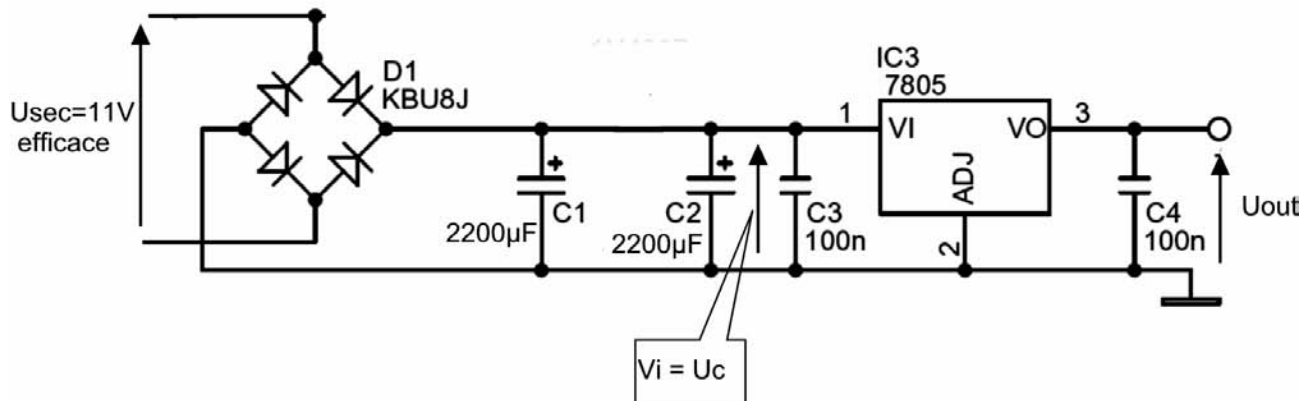 Usec=11V
efficace
D1
KBU8J
+
C1
2200µF
+
C2
2200µF
C3
100n
1
IC3
7805
VI
VO
ADJ
2
3
C4
100n
Uout
Vi = Uc